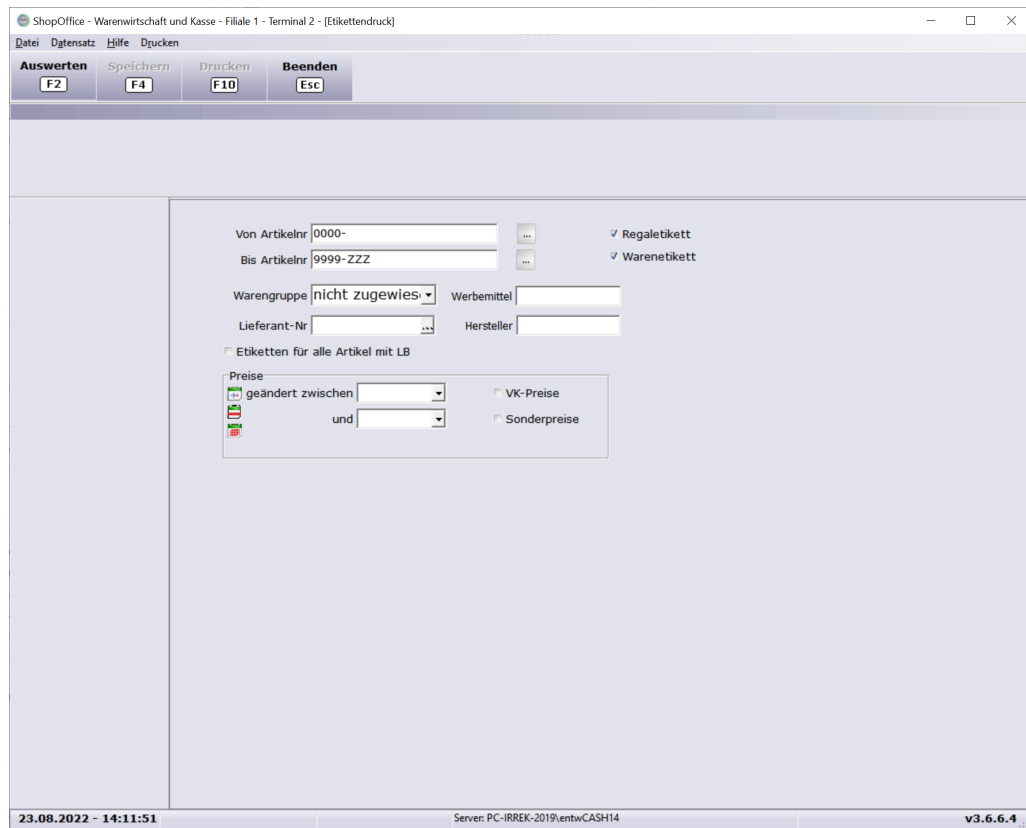 ShopOffice - Warenwirtschaft und Kasse - Filiale 1 - Terminal 2 - [Etikettendruck]
Datei Datensatz Hilfe Drucken
Auswerten Speichern Drucken Beenden
F2 F4 F10 Esc
Von Artikelnr 0000- ... Regaletikett
Bis Artikelnr 9999-ZZZ ... Warenetikett
Warengruppe nicht zugewies Werbemittel
Lieferant-Nr ... Hersteller
Etiketten für alle Artikel mit LB
Preise
geändert zwischen VK-Preise
und Sonderpreise
23.08.2022 - 14:11:51 Server: PC-IRREK-2019\entwCASH14 v3.6.6.4